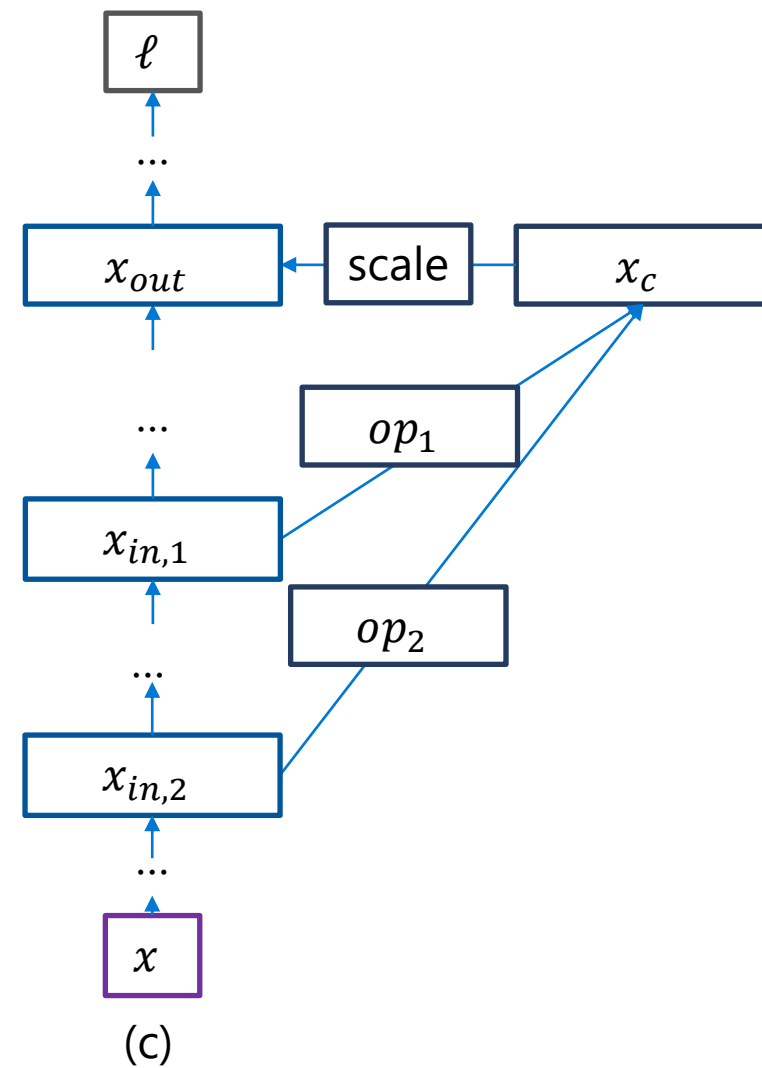 ℓ
...
x_out
scale
x_c
...
op_1
x_in,1
op_2
...
x_in,2
...
x
(c)